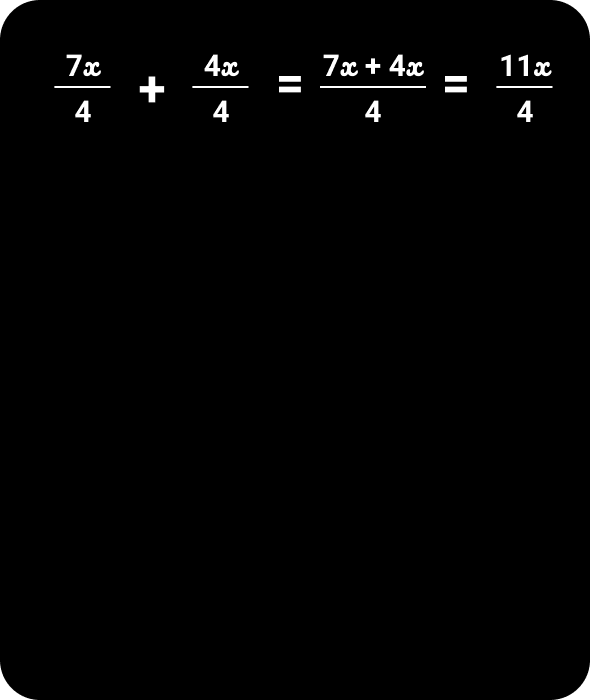 7x/4 + 4x/4 = (7x + 4x)/4 = 11x/4